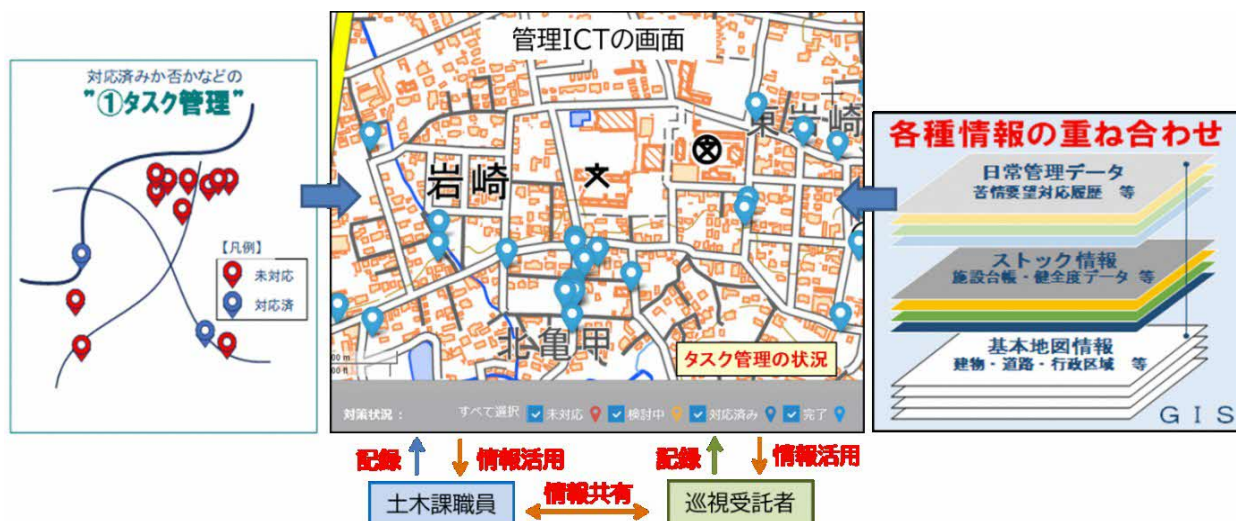 対応済みか否かなどの
"①タスク管理"
【凡例】
未対応
対応済
管理ICTの画面
東岩崎
岩崎
北亀甲
タスク管理の状況
対策状況： すべて選択 未対応 検討中 対応済み 完了
各種情報の重ね合わせ
日常管理データ
苦情要望対応履歴 等
ストック情報
施設台帳・健全度データ 等
基本地図情報
建物・道路・行政区域 等
GIS
記録 情報活用 記録 情報活用
土木課職員 情報共有 巡視受託者